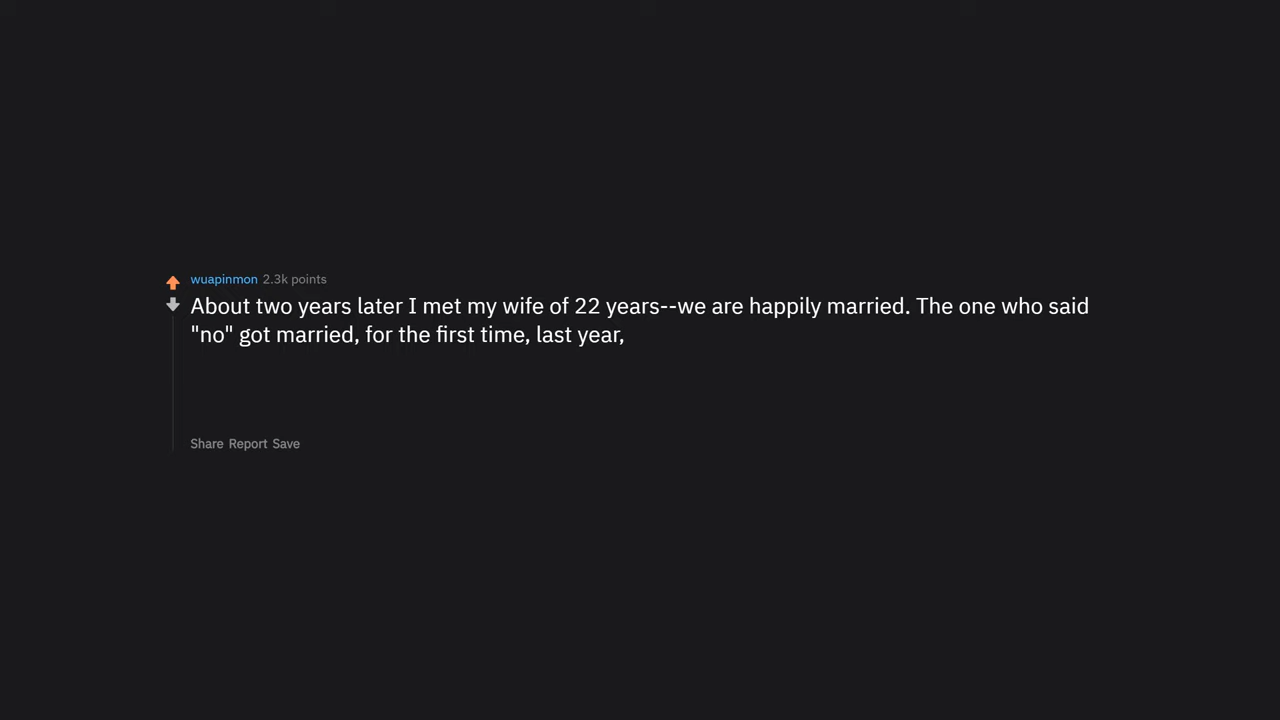 wuapinmon 2.3k points
About two years later I met my wife of 22 years--we are happily married. The one who said
"no" got married, for the first time, last year,
Share Report Save